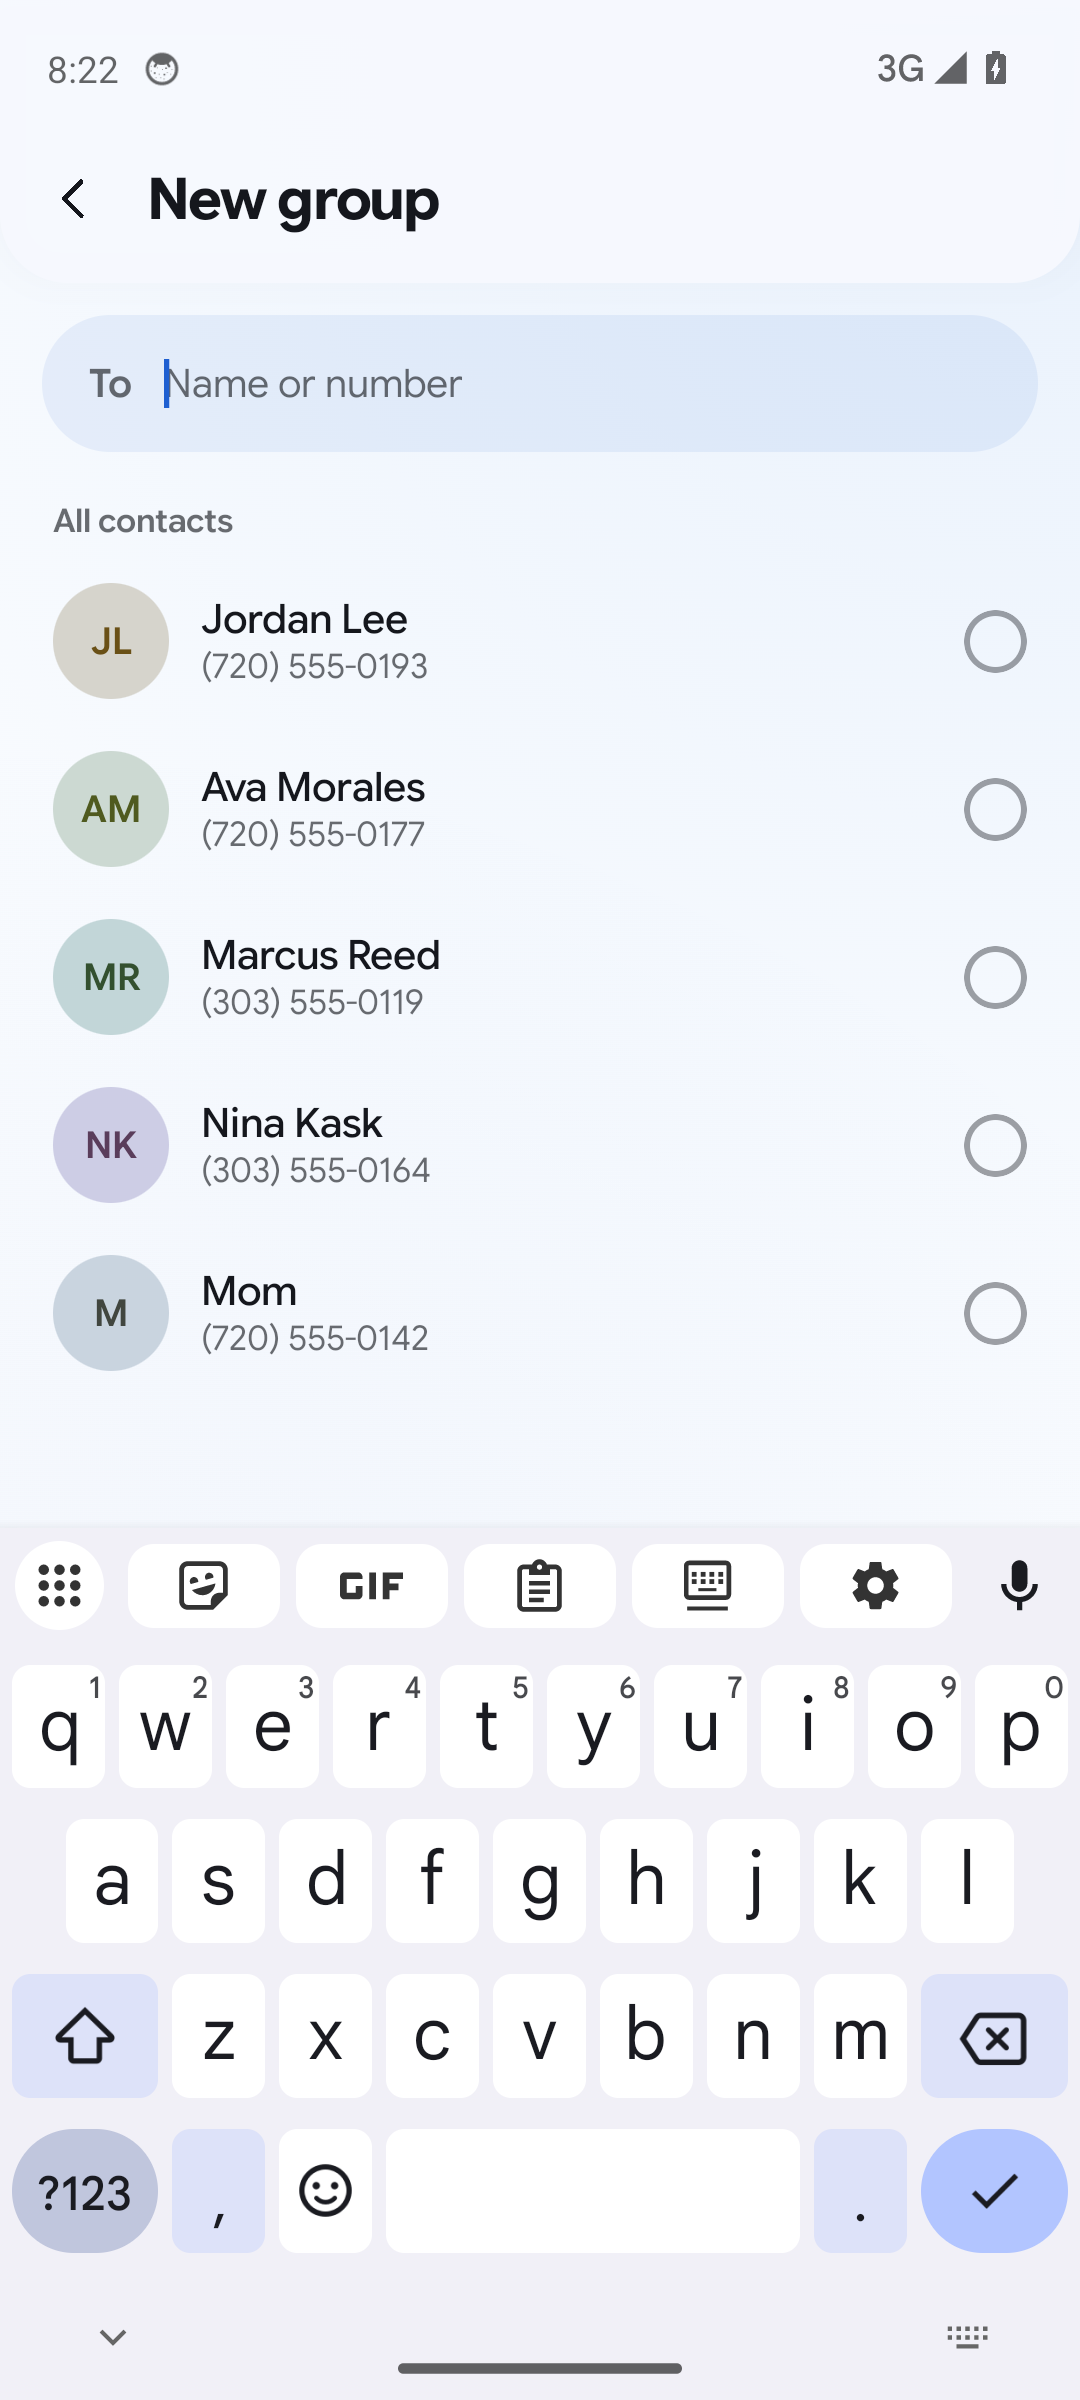 8:22
3G
New group
To Name or number
All contacts
JL
Jordan Lee
(720) 555-0193
AM
Ava Morales
(720) 555-0177
MR
Marcus Reed
(303) 555-0119
NK
Nina Kask
(303) 555-0164
M
Mom
(720) 555-0142
GIF
q 1 w 2 e 3 r 4 t 5 y 6 u 7 i 8 o 9 p 0
a s d f g h j k l
z x c v b n m
?123 , .